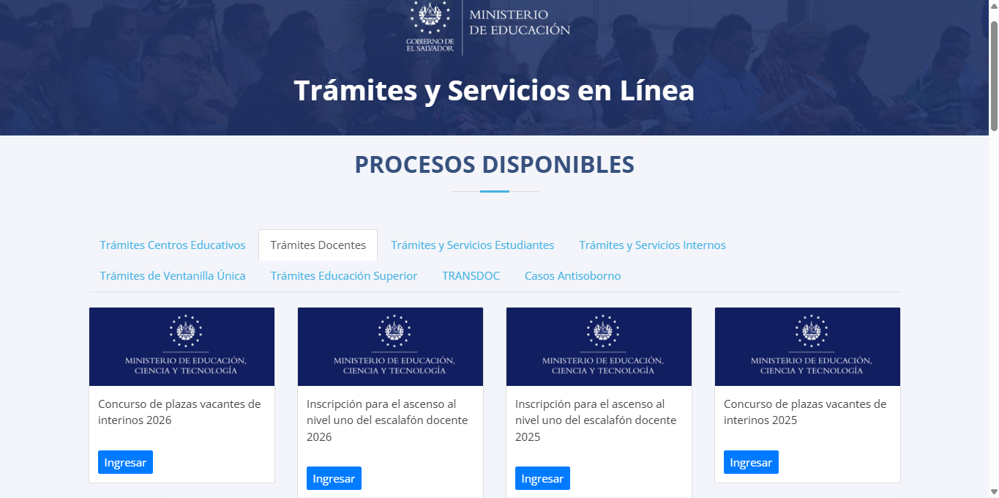 GOBIERNO DE
EL SALVADOR
MINISTERIO
DE EDUCACIÓN
Trámites y Servicios en Línea
PROCESOS DISPONIBLES
Trámites Centros Educativos
Trámites Docentes
Trámites y Servicios Estudiantes
Trámites y Servicios Internos
Trámites de Ventanilla Única
Trámites Educación Superior
TRANSDOC
Casos Antisoborno
MINISTERIO DE EDUCACIÓN,
CIENCIA Y TECNOLOGÍA
Concurso de plazas vacantes de
interinos 2026
Ingresar
MINISTERIO DE EDUCACIÓN,
CIENCIA Y TECNOLOGÍA
Inscripción para el ascenso al
nivel uno del escalafón docente
2026
Ingresar
MINISTERIO DE EDUCACIÓN,
CIENCIA Y TECNOLOGÍA
Inscripción para el ascenso al
nivel uno del escalafón docente
2025
Ingresar
MINISTERIO DE EDUCACIÓN,
CIENCIA Y TECNOLOGÍA
Concurso de plazas vacantes de
interinos 2025
Ingresar